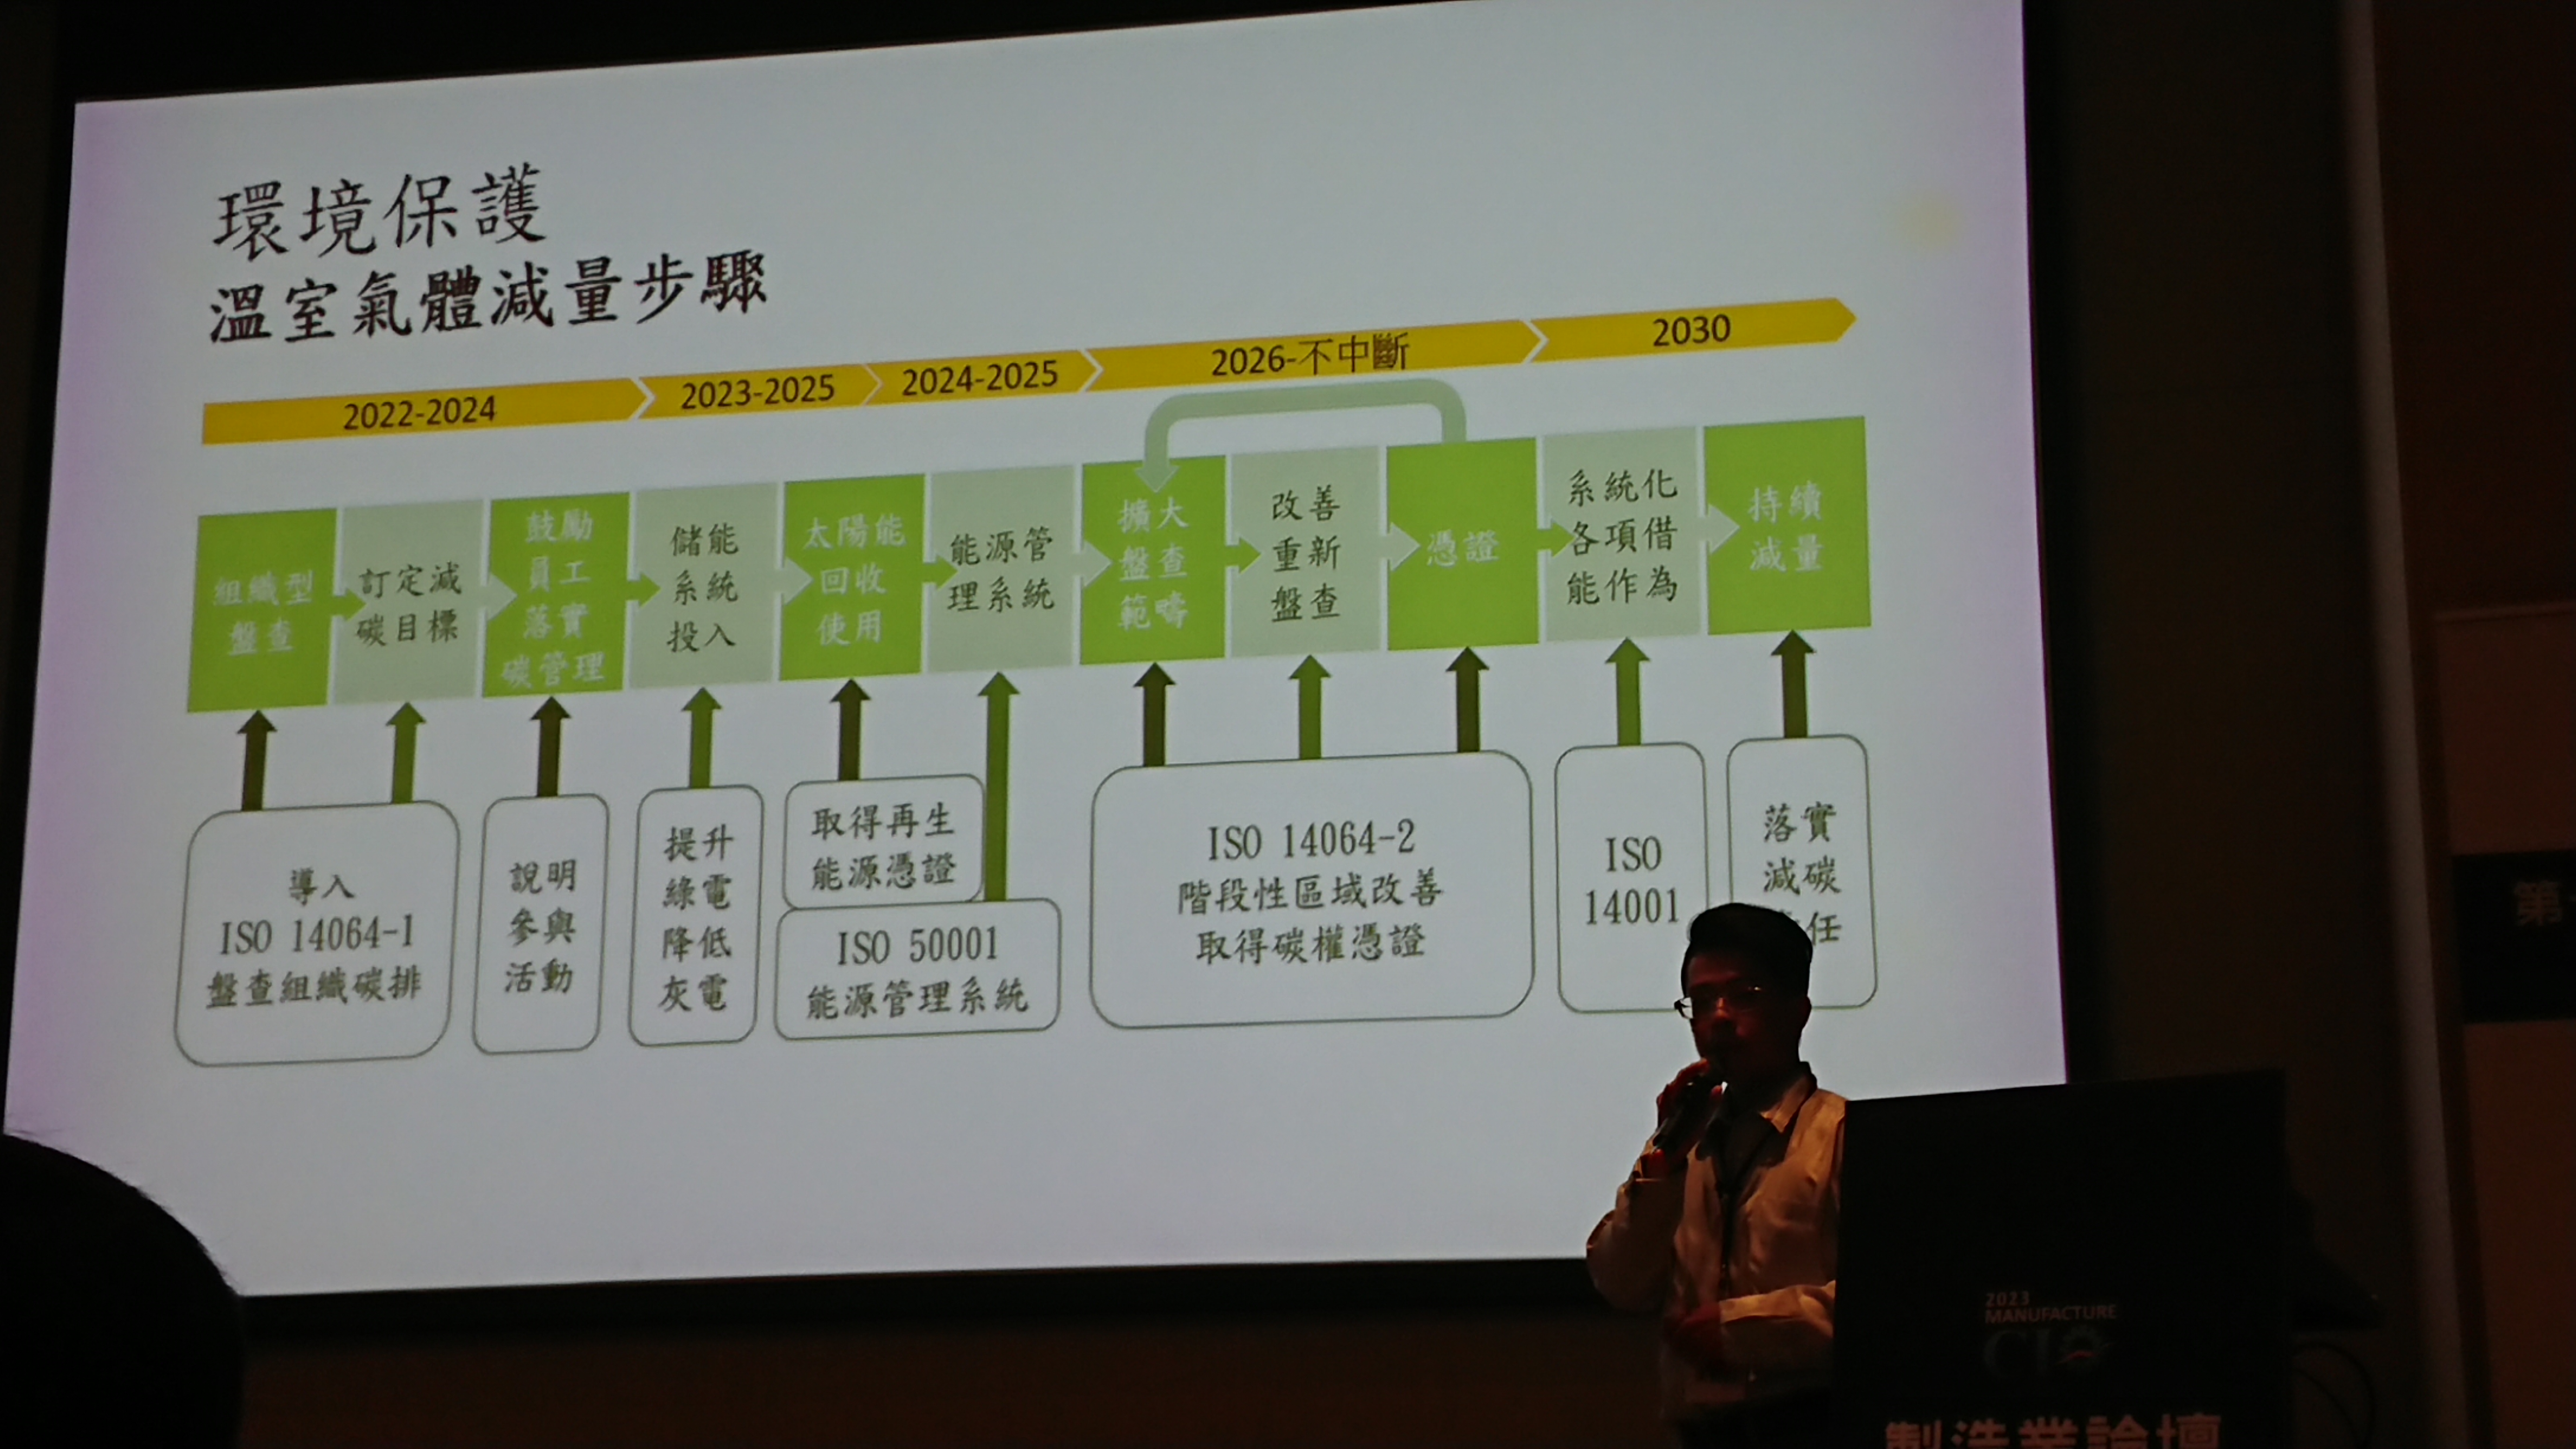 環境保護
溫室氣體減量步驟
2022-2024
2023-2025
2024-2025
2026-不中斷
2030
組織型
盤查
訂定減
碳目標
鼓勵
員工
落實
碳管理
儲能
系統
投入
太陽能
回收
使用
能源管
理系統
擴大
盤查
範疇
改善
重新
盤查
憑證
系統化
各項借
能作為
持續
減量
導入
ISO 14064-1
盤查組織碳排
說明
參與
活動
提升
綠電
降低
灰電
取得再生
能源憑證
ISO 50001
能源管理系統
ISO 14064-2
階段性區域改善
取得碳權憑證
ISO
14001
落實
減碳
任
第
2023
MANUFACTURE
CIO
製造業論壇